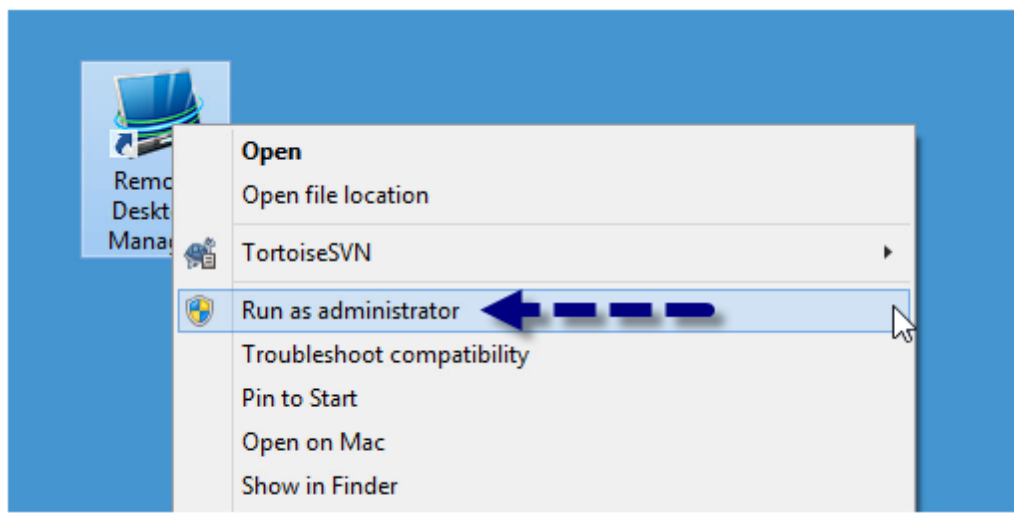 Remo
Deskt
Mana
Open
Open file location
TortoiseSVN
Run as administrator
Troubleshoot compatibility
Pin to Start
Open on Mac
Show in Finder